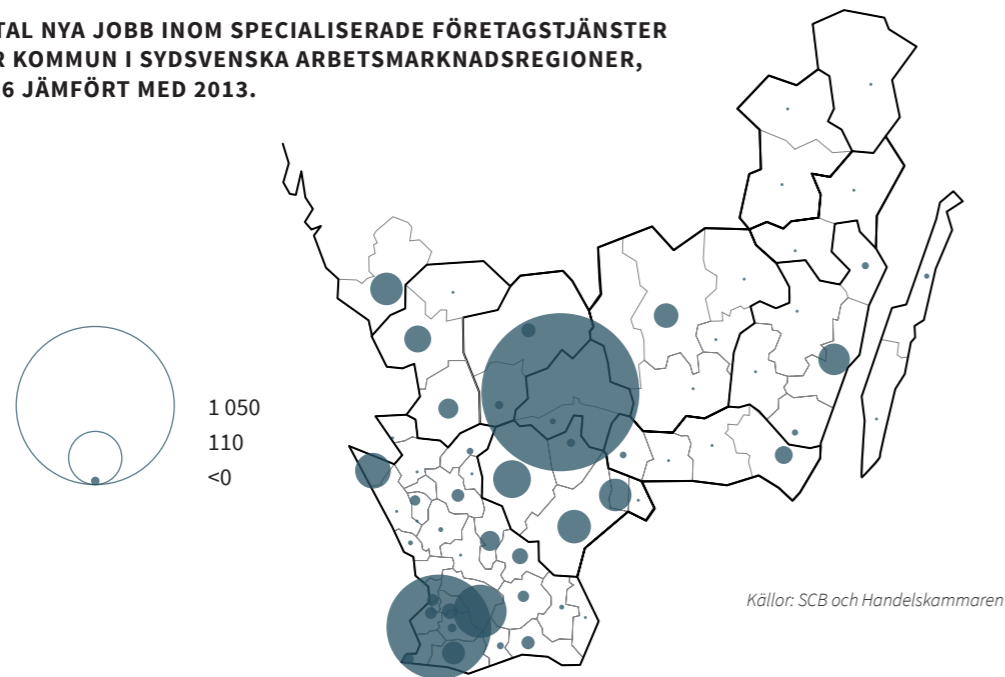 TAL NYA JOBB INOM SPECIALISERADE FÖRETAGSTJÄNSTER
R KOMMUN I SYDSVENSKA ARBETSMARKNADSREGIONER,
6 JÄMFÖRT MED 2013.
1 050
110
<0
Källor: SCB och Handelskammaren